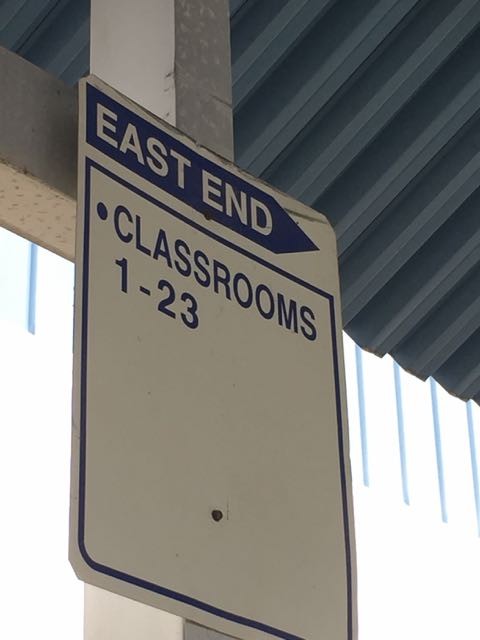 EAST END
•CLASSROOMS
1-23